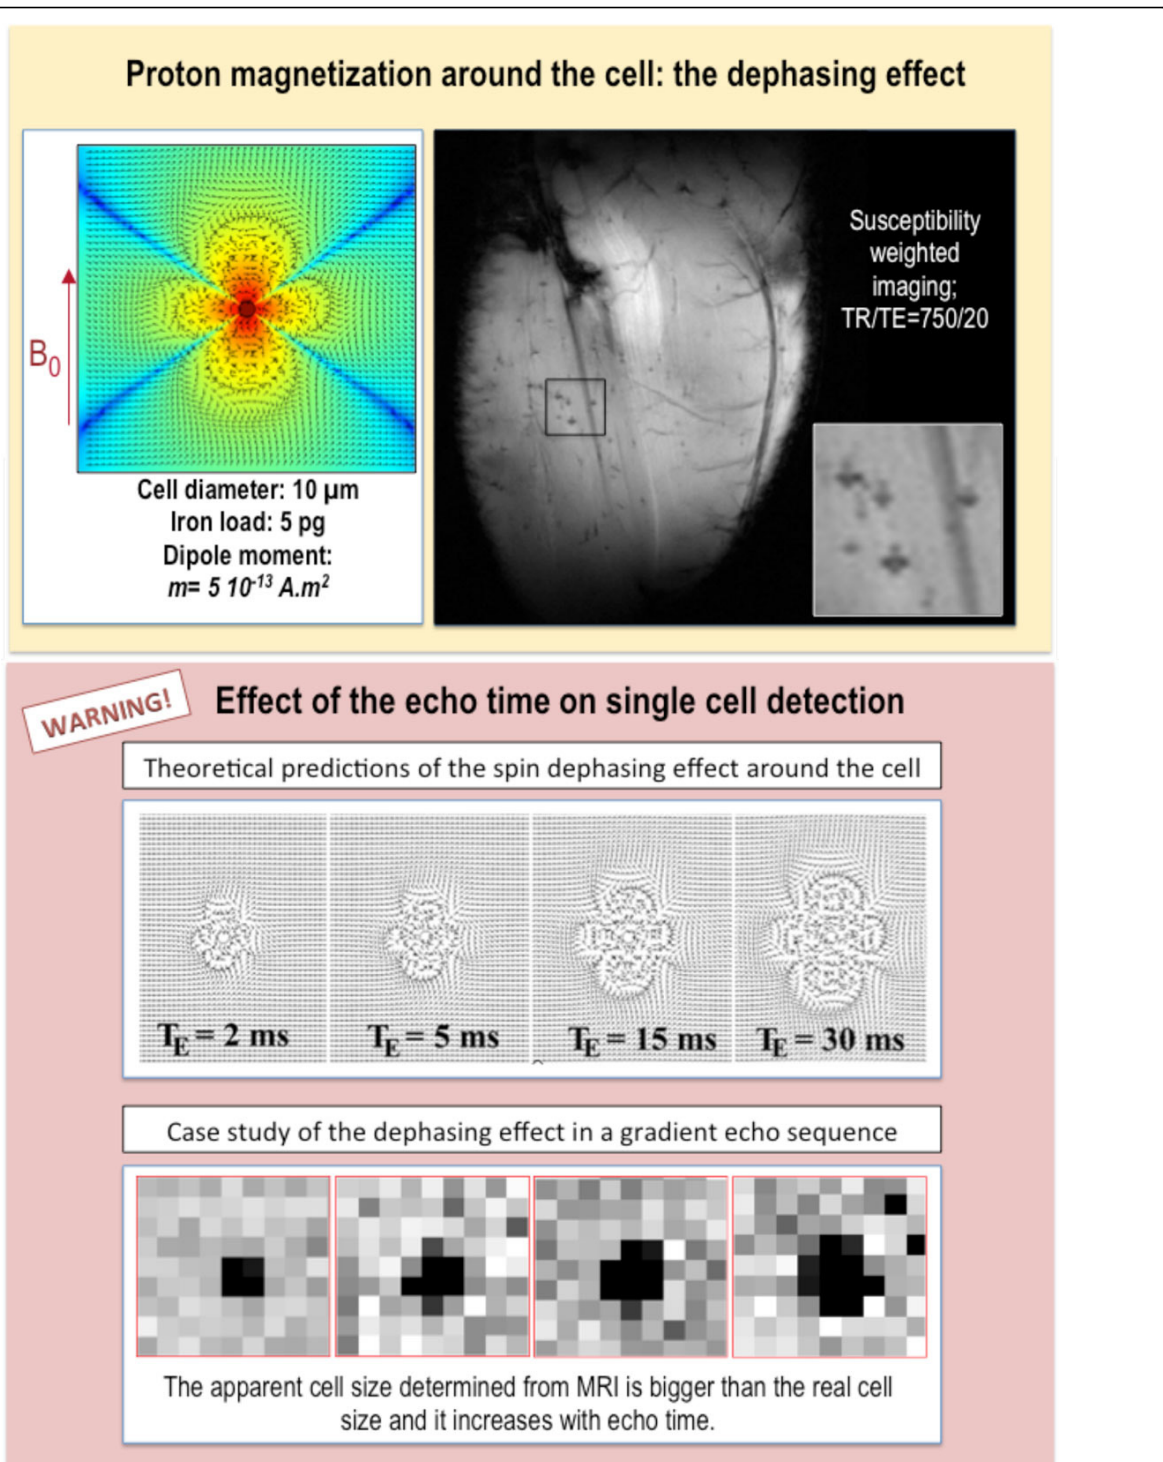 Proton magnetization around the cell: the dephasing effect
B₀
Cell diameter: 10 µm
Iron load: 5 pg
Dipole moment:
m= 5 10⁻¹³ A.m²
Susceptibility
weighted
imaging;
TR/TE=750/20
WARNING!
Effect of the echo time on single cell detection
Theoretical predictions of the spin dephasing effect around the cell
T_E = 2 ms
T_E = 5 ms
T_E = 15 ms
T_E = 30 ms
Case study of the dephasing effect in a gradient echo sequence
The apparent cell size determined from MRI is bigger than the real cell
size and it increases with echo time.